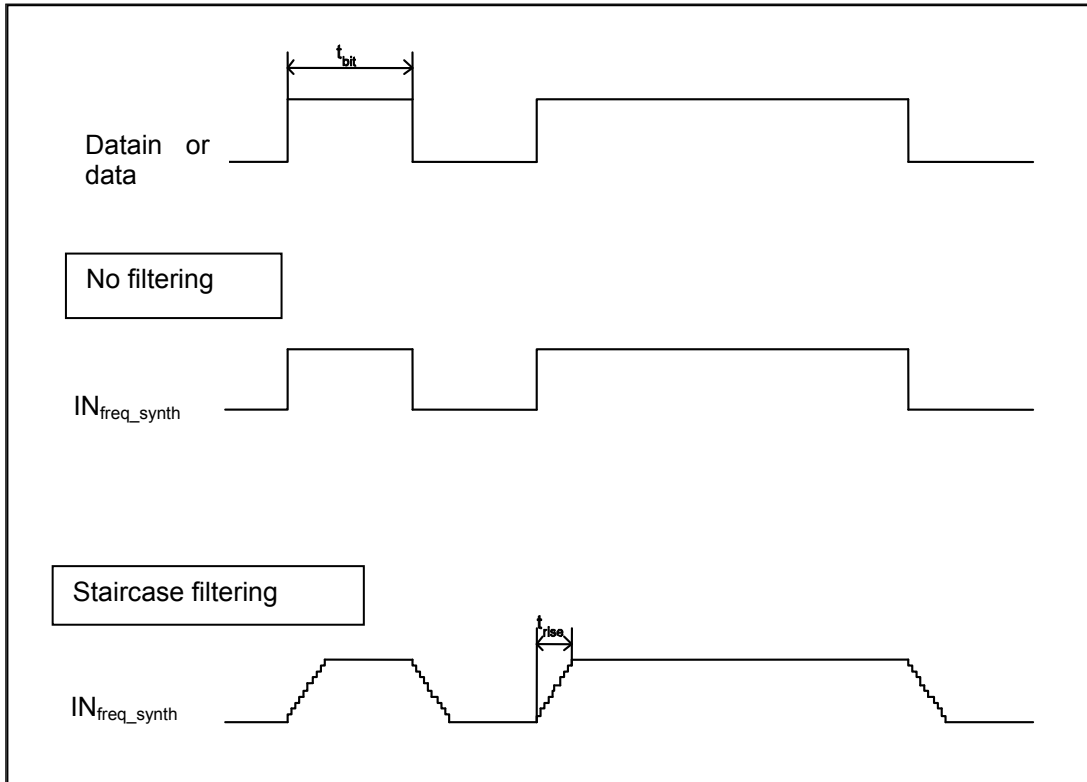 t_bit
Datain or
data
No filtering
IN_freq_synth
Staircase filtering
t_rise
IN_freq_synth